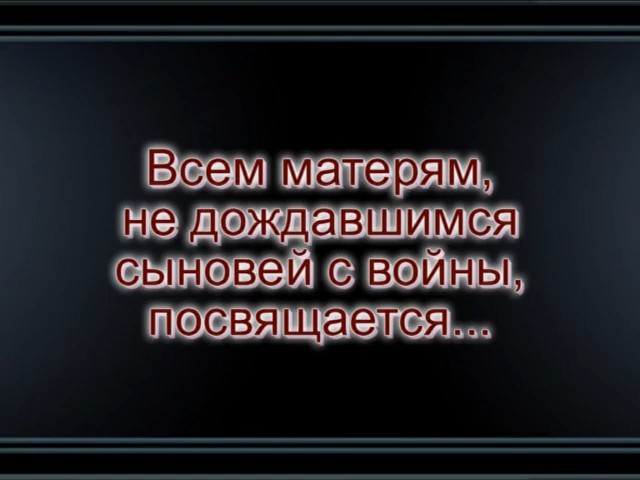 Всем матерям,
не дождавшимся
сыновей с войны,
посвящается...